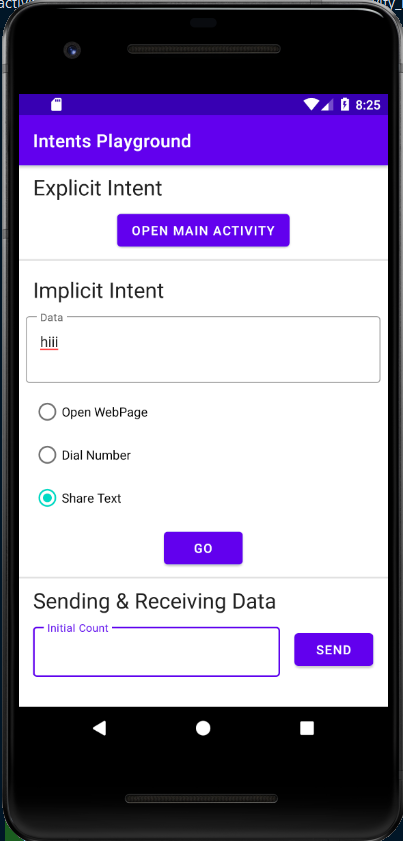 8:25
Intents Playground
Explicit Intent
OPEN MAIN ACTIVITY
Implicit Intent
Data
hiii
Open WebPage
Dial Number
Share Text
GO
Sending & Receiving Data
Initial Count
SEND